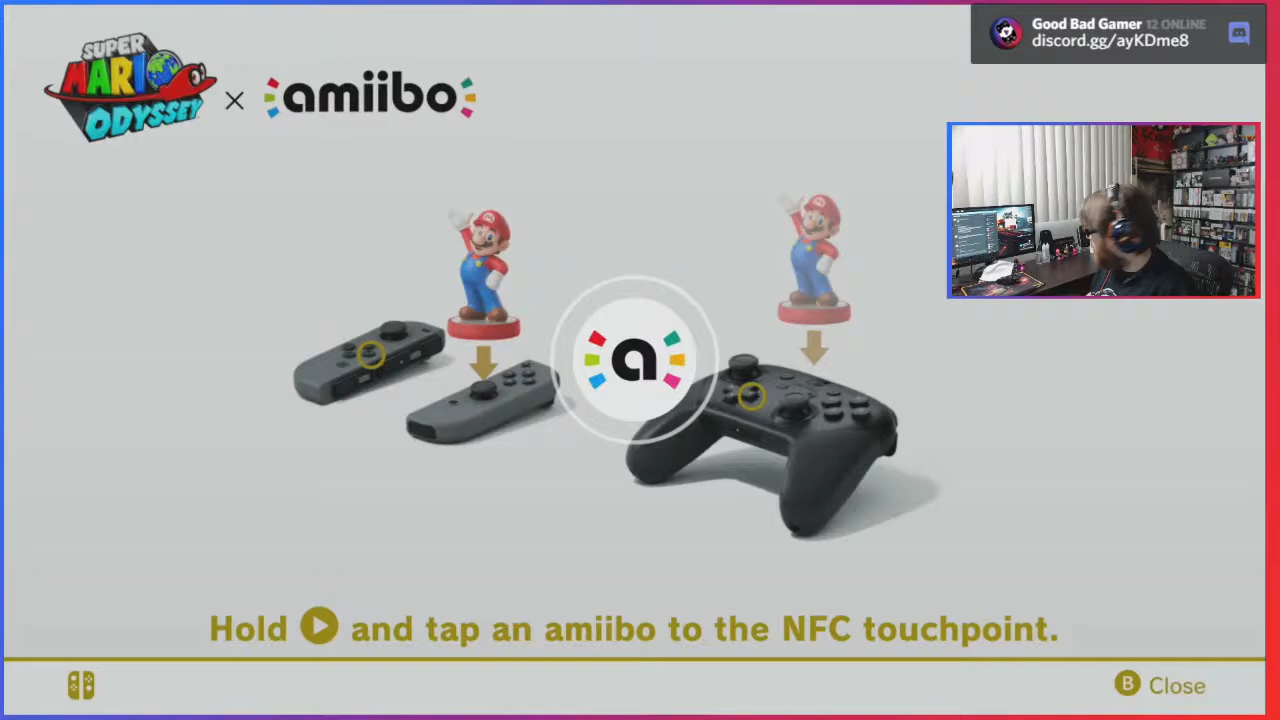 SUPER
MARIO
ODYSSEY
×
amiibo
Good Bad Gamer 12 ONLINE
discord.gg/ayKDme8
a
Hold and tap an amiibo to the NFC touchpoint.
B Close